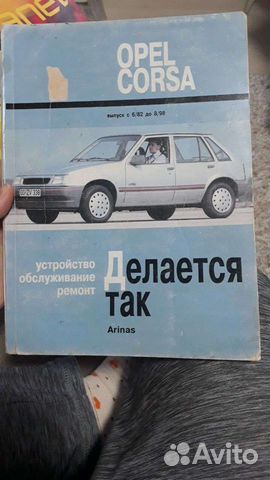 OPEL
CORSA
выпуск с 6/82 до 8/98
устройство
обслуживание
ремонт
Делается
так
Arinas
Avito